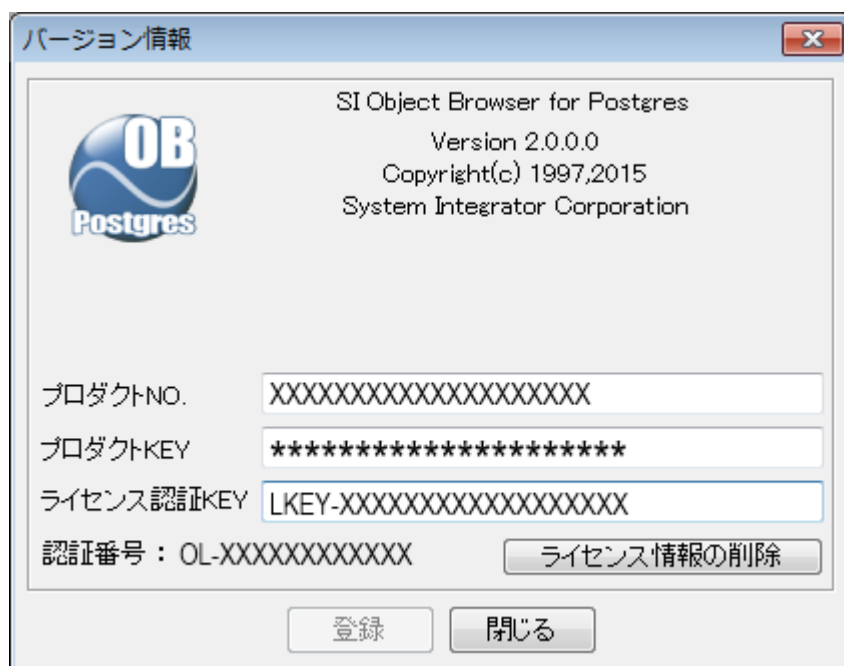 バージョン情報
OB
Postgres
SI Object Browser for Postgres
Version 2.0.0.0
Copyright(c) 1997,2015
System Integrator Corporation
プロダクトNO. XXXXXXXXXXXXXXXXXXXX
プロダクトKEY **********************
ライセンス認証KEY LKEY-XXXXXXXXXXXXXXXXXX
認証番号： OL-XXXXXXXXXXXX ライセンス情報の削除
登録 閉じる